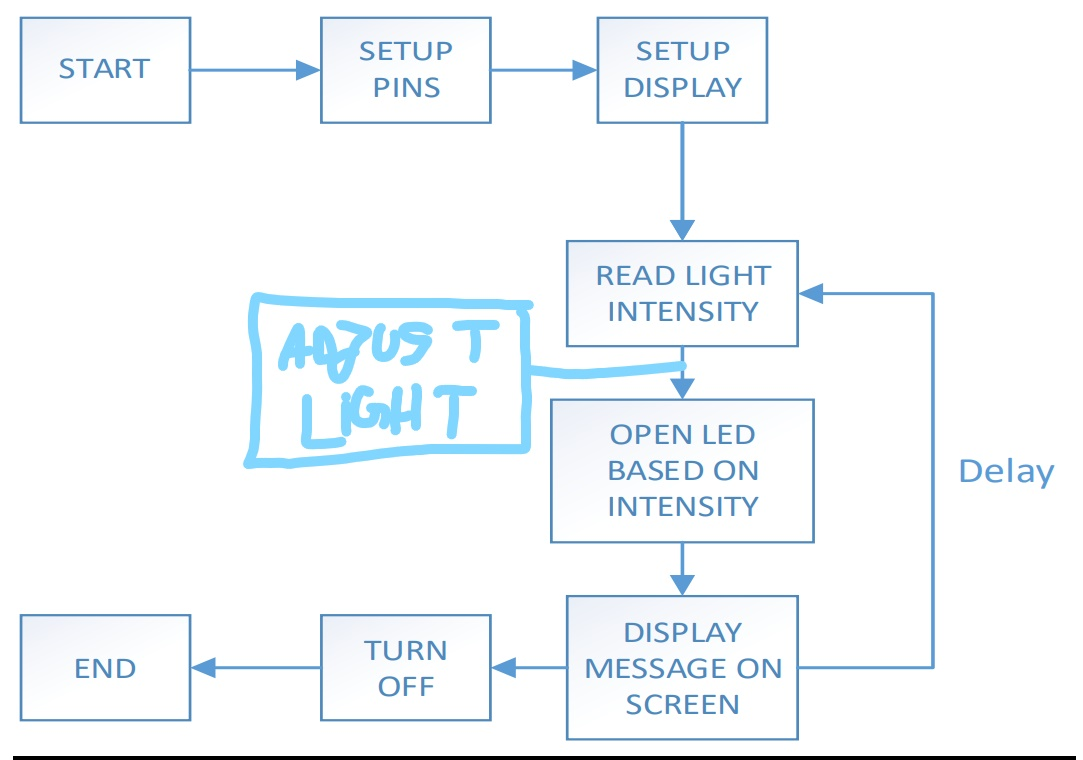 START
SETUP
PINS
SETUP
DISPLAY
READ LIGHT
INTENSITY
ADJUST
LIGHT
OPEN LED
BASED ON
INTENSITY
Delay
DISPLAY
MESSAGE ON
SCREEN
TURN
OFF
END